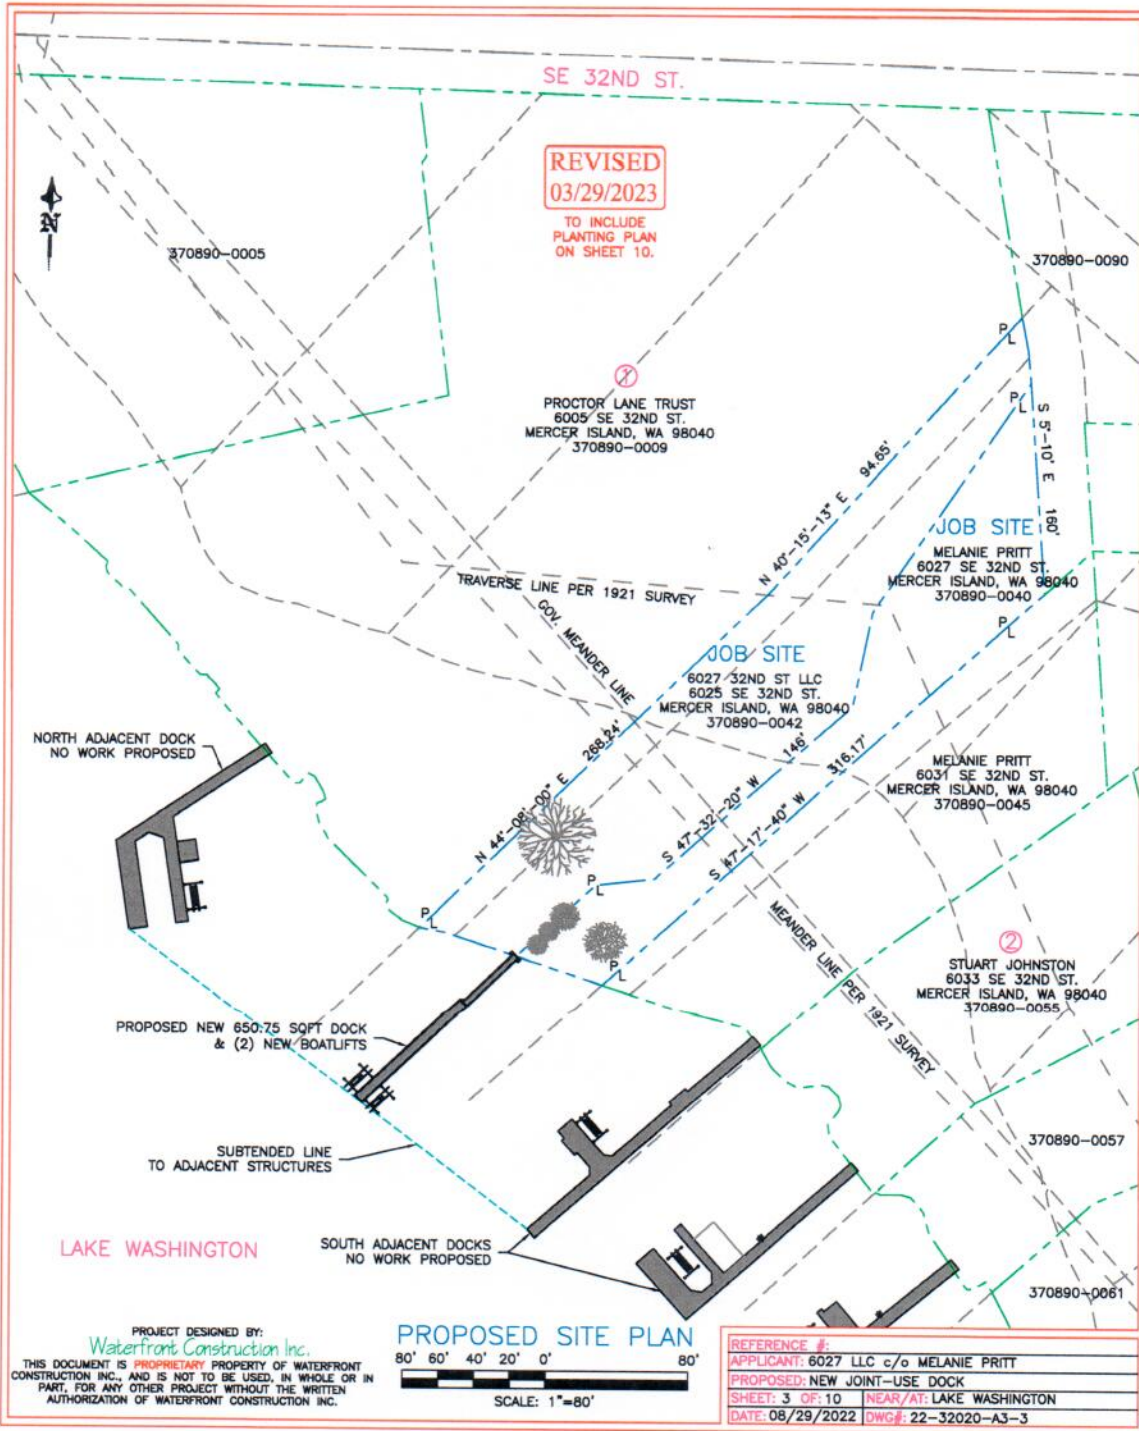 SE 32ND ST.
REVISED
03/29/2023
TO INCLUDE
PLANTING PLAN
ON SHEET 10.
N
370890-0005
370890-0090
PL
1
PROCTOR LANE TRUST
6005 SE 32ND ST.
MERCER ISLAND, WA 98040
370890-0009
PL
S 5°-10' E 160'
N 40°-15'-13" E 94.65'
JOB SITE
MELANIE PRITT
6027 SE 32ND ST.
MERCER ISLAND, WA 98040
370890-0040
TRAVERSE LINE PER 1921 SURVEY
GOV. MEANDER LINE
PL
JOB SITE
6027 32ND ST LLC
6025 SE 32ND ST.
MERCER ISLAND, WA 98040
370890-0042
NORTH ADJACENT DOCK
NO WORK PROPOSED
N 44°-08'-00" E 268.24'
S 47°-32'-20" W 146'
S 47°-17'-40" W 316.17'
MELANIE PRITT
6031 SE 32ND ST.
MERCER ISLAND, WA 98040
370890-0045
PL
PL
PL
MEANDER LINE PER 1921 SURVEY
2
STUART JOHNSTON
6033 SE 32ND ST.
MERCER ISLAND, WA 98040
370890-0055
PROPOSED NEW 650.75 SQFT DOCK
& (2) NEW BOATLIFTS
SUBTENDED LINE
TO ADJACENT STRUCTURES
370890-0057
LAKE WASHINGTON
SOUTH ADJACENT DOCKS
NO WORK PROPOSED
370890-0061
PROJECT DESIGNED BY:
Waterfront Construction Inc.
THIS DOCUMENT IS PROPRIETARY PROPERTY OF WATERFRONT
CONSTRUCTION INC., AND IS NOT TO BE USED, IN WHOLE OR IN
PART, FOR ANY OTHER PROJECT WITHOUT THE WRITTEN
AUTHORIZATION OF WATERFRONT CONSTRUCTION INC.
PROPOSED SITE PLAN
80' 60' 40' 20' 0' 80'
SCALE: 1"=80'
REFERENCE #:
APPLICANT: 6027 LLC c/o MELANIE PRITT
PROPOSED: NEW JOINT-USE DOCK
SHEET: 3 OF: 10 NEAR/AT: LAKE WASHINGTON
DATE: 08/29/2022 DWG#: 22-32020-A3-3